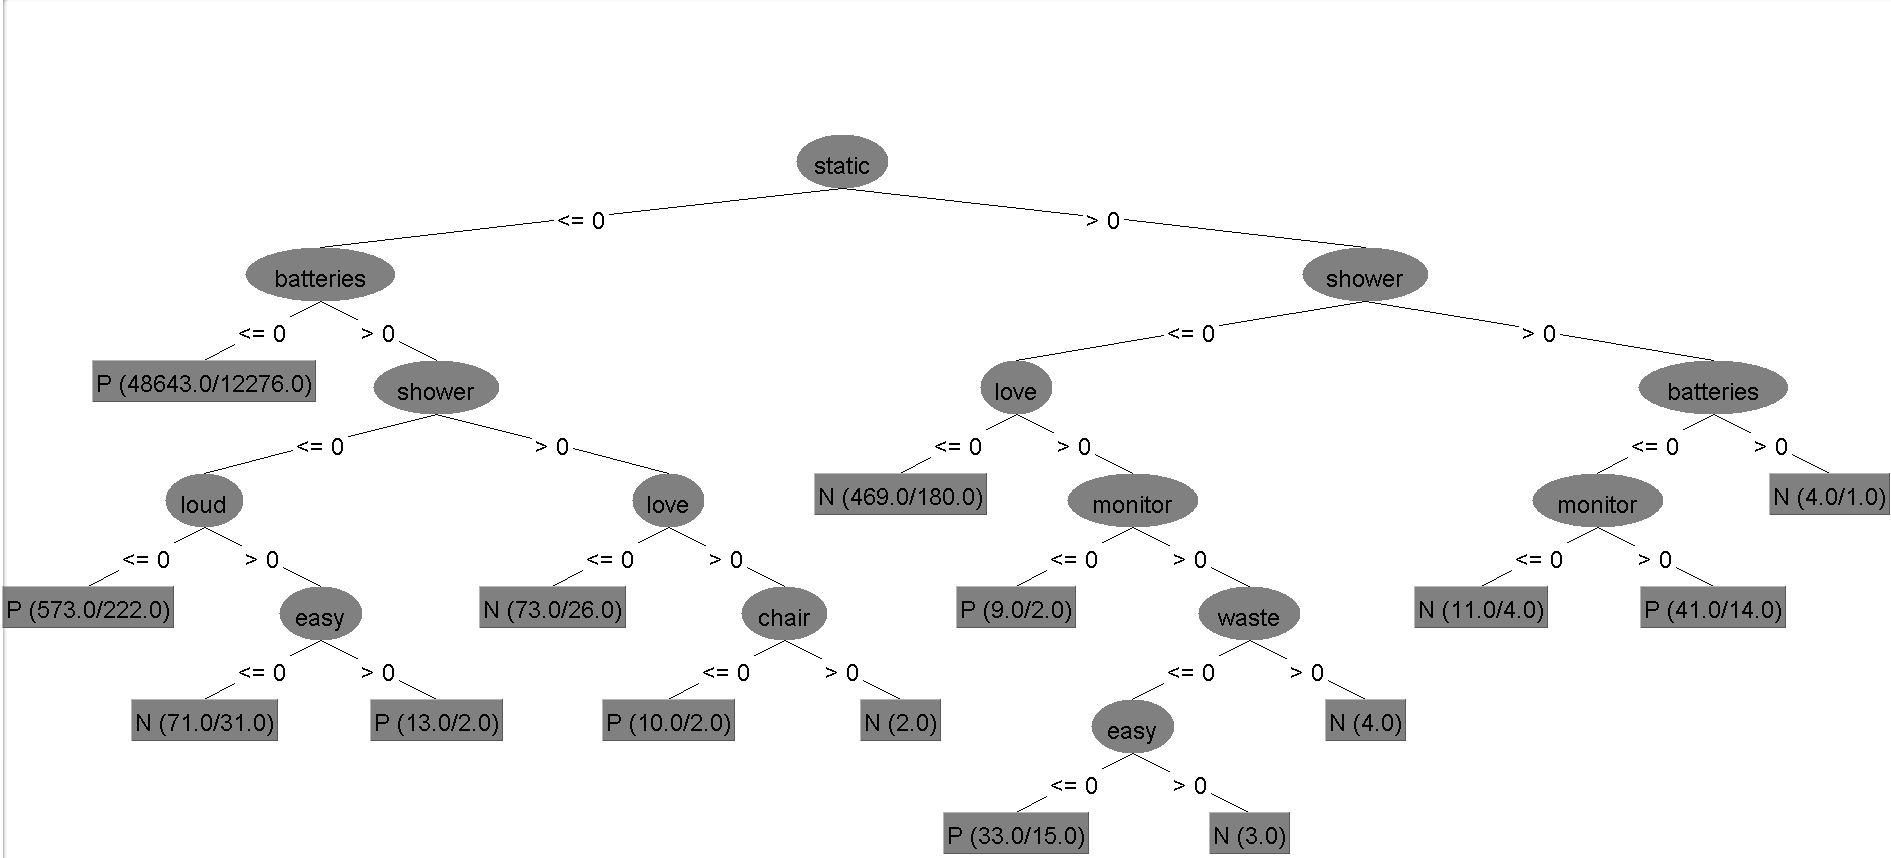 static
<= 0 > 0
batteries shower
<= 0 > 0 <= 0 > 0
P (48643.0/12276.0) shower love batteries
<= 0 > 0 <= 0 > 0 <= 0 > 0
loud love N (469.0/180.0) monitor monitor N (4.0/1.0)
<= 0 > 0 <= 0 > 0 <= 0 > 0 <= 0 > 0
P (573.0/222.0) easy N (73.0/26.0) chair P (9.0/2.0) waste N (11.0/4.0) P (41.0/14.0)
<= 0 > 0 <= 0 > 0 <= 0 > 0
N (71.0/31.0) P (13.0/2.0) P (10.0/2.0) N (2.0) easy N (4.0)
<= 0 > 0
P (33.0/15.0) N (3.0)